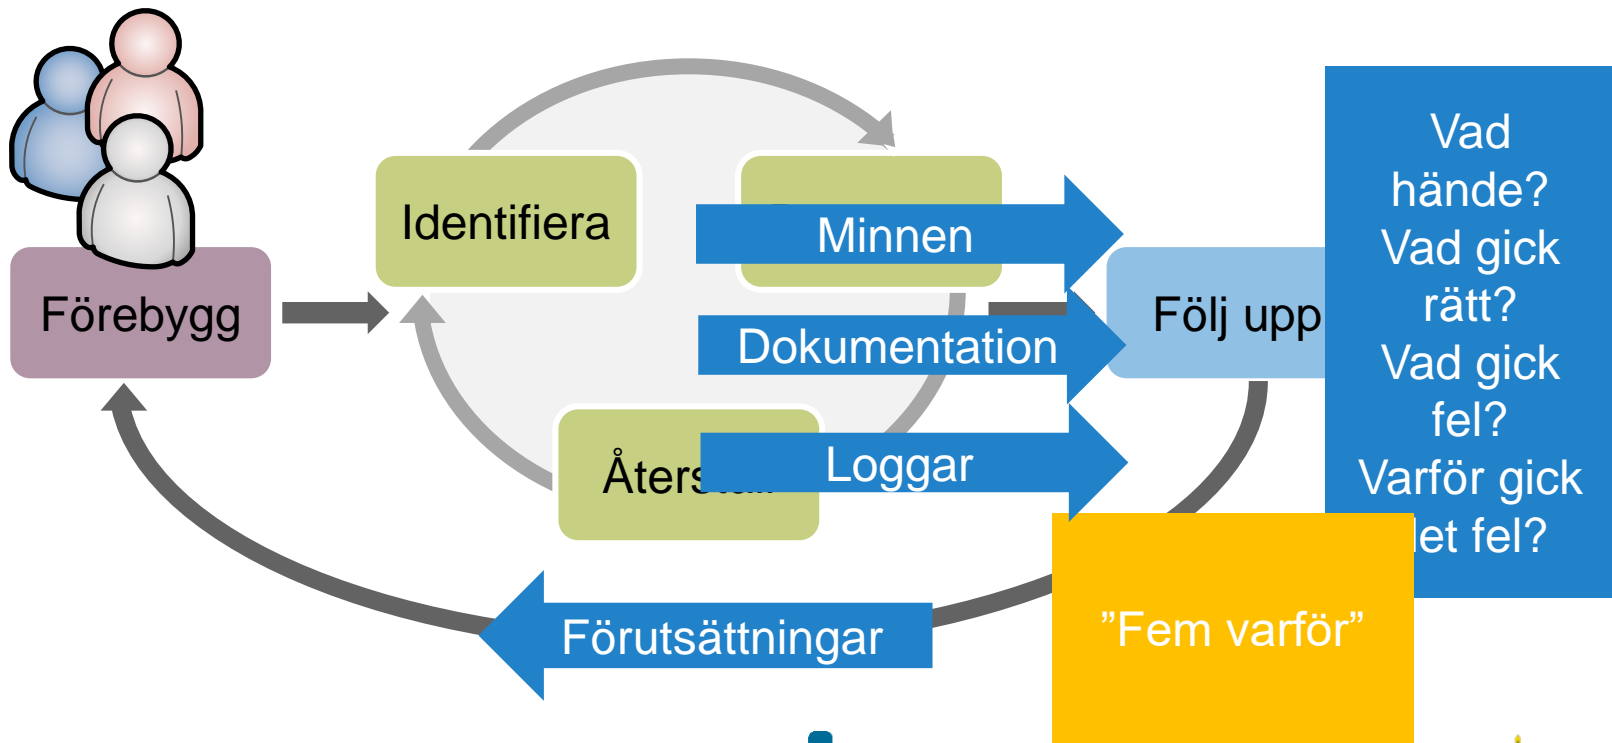 Identifiera
Minnen
Förebygg
Följ upp
Dokumentation
Loggar
Förutsättningar
Vad
hände?
Vad gick
rätt?
Vad gick
fel?
Varför gick
fel?
”Fem varför”